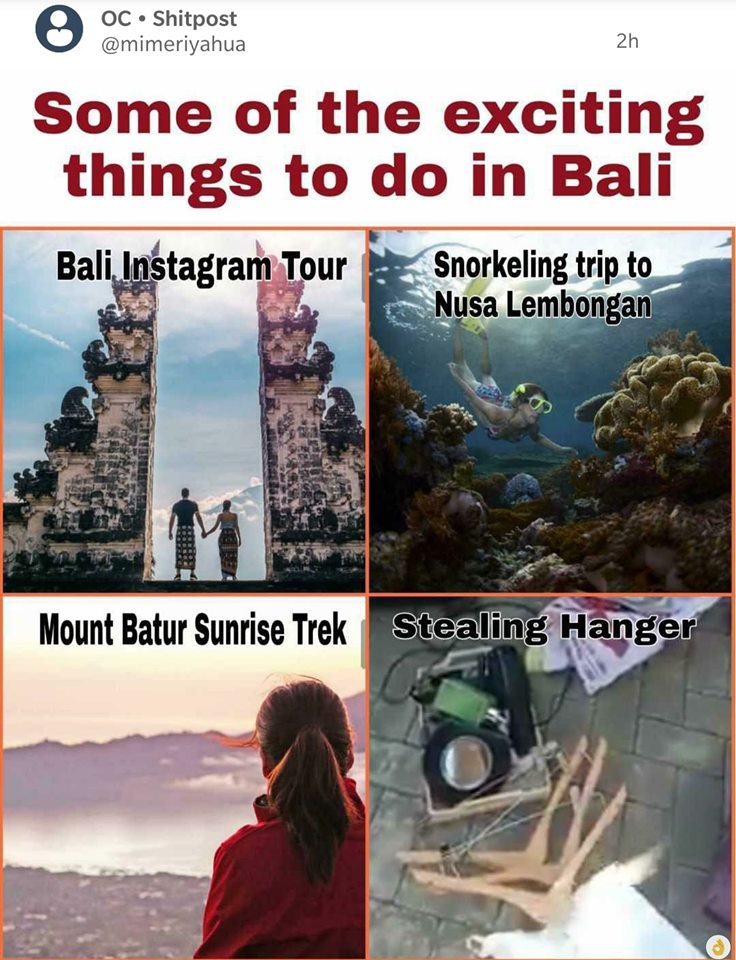 OC • Shitpost
@mimeriyahua
2h
Some of the exciting
things to do in Bali
Bali Instagram Tour
Snorkeling trip to
Nusa Lembongan
Mount Batur Sunrise Trek
Stealing Hanger